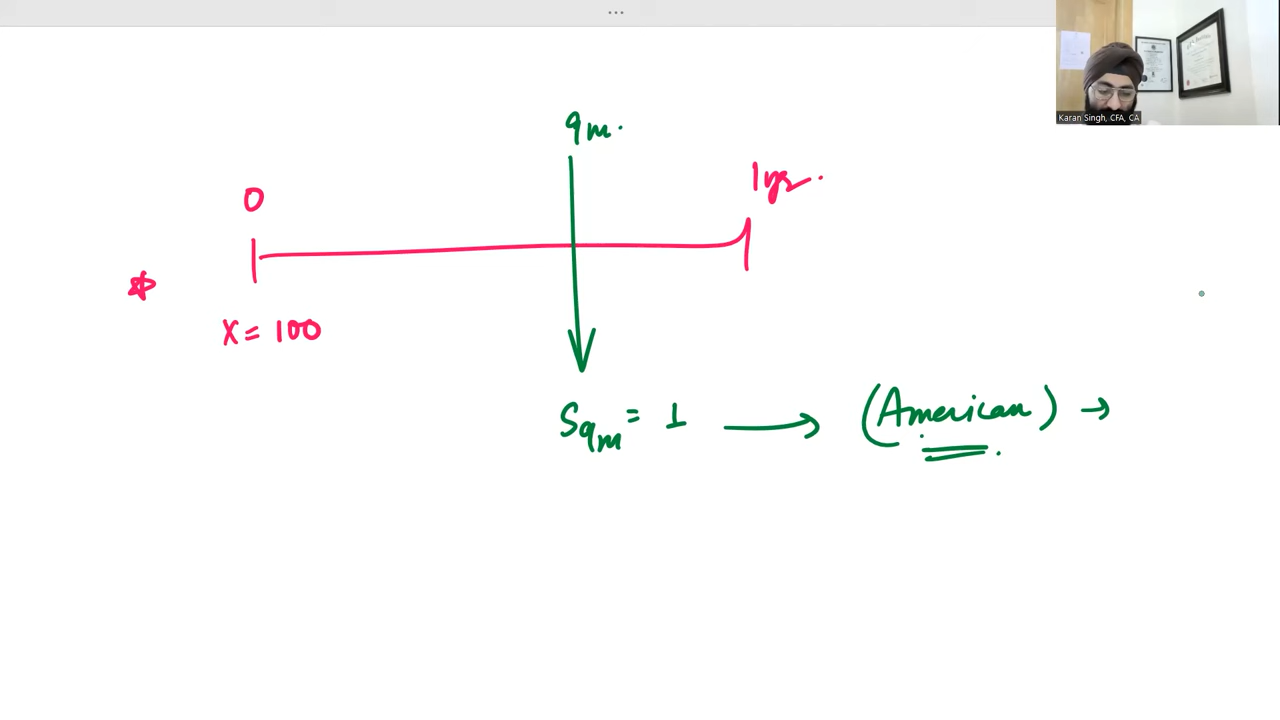 9m.
0
1yr.
X = 100
S9m = 1 → (American) →
Karan Singh, CFA, CA